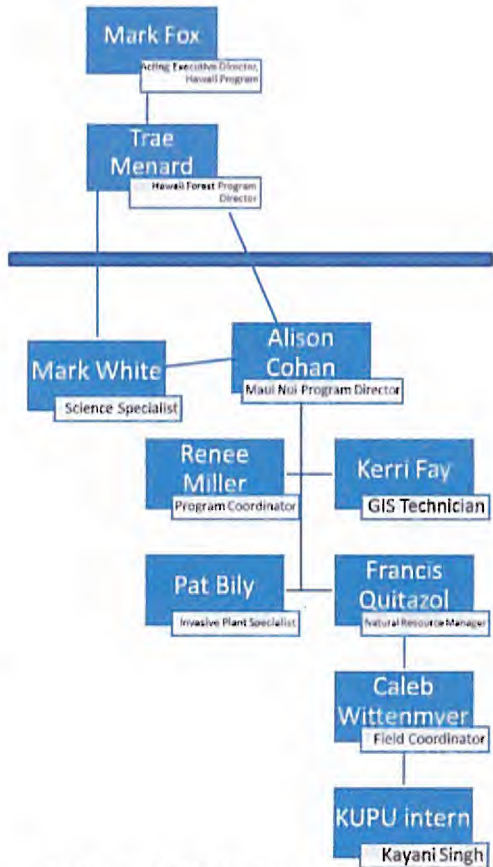 Mark Fox
Acting Executive Director,
Hawaii Program
Trae
Menard
Hawaii Forest Program
Director
Mark White
Science Specialist
Alison
Cohan
Maui Nui Program Director
Renee
Miller
Program Coordinator
Kerri Fay
GIS Technician
Pat Bily
Invasive Plant Specialist
Francis
Quitazol
Natural Resource Manager
Caleb
Wittenmyer
Field Coordinator
KUPU intern
Kayani Singh